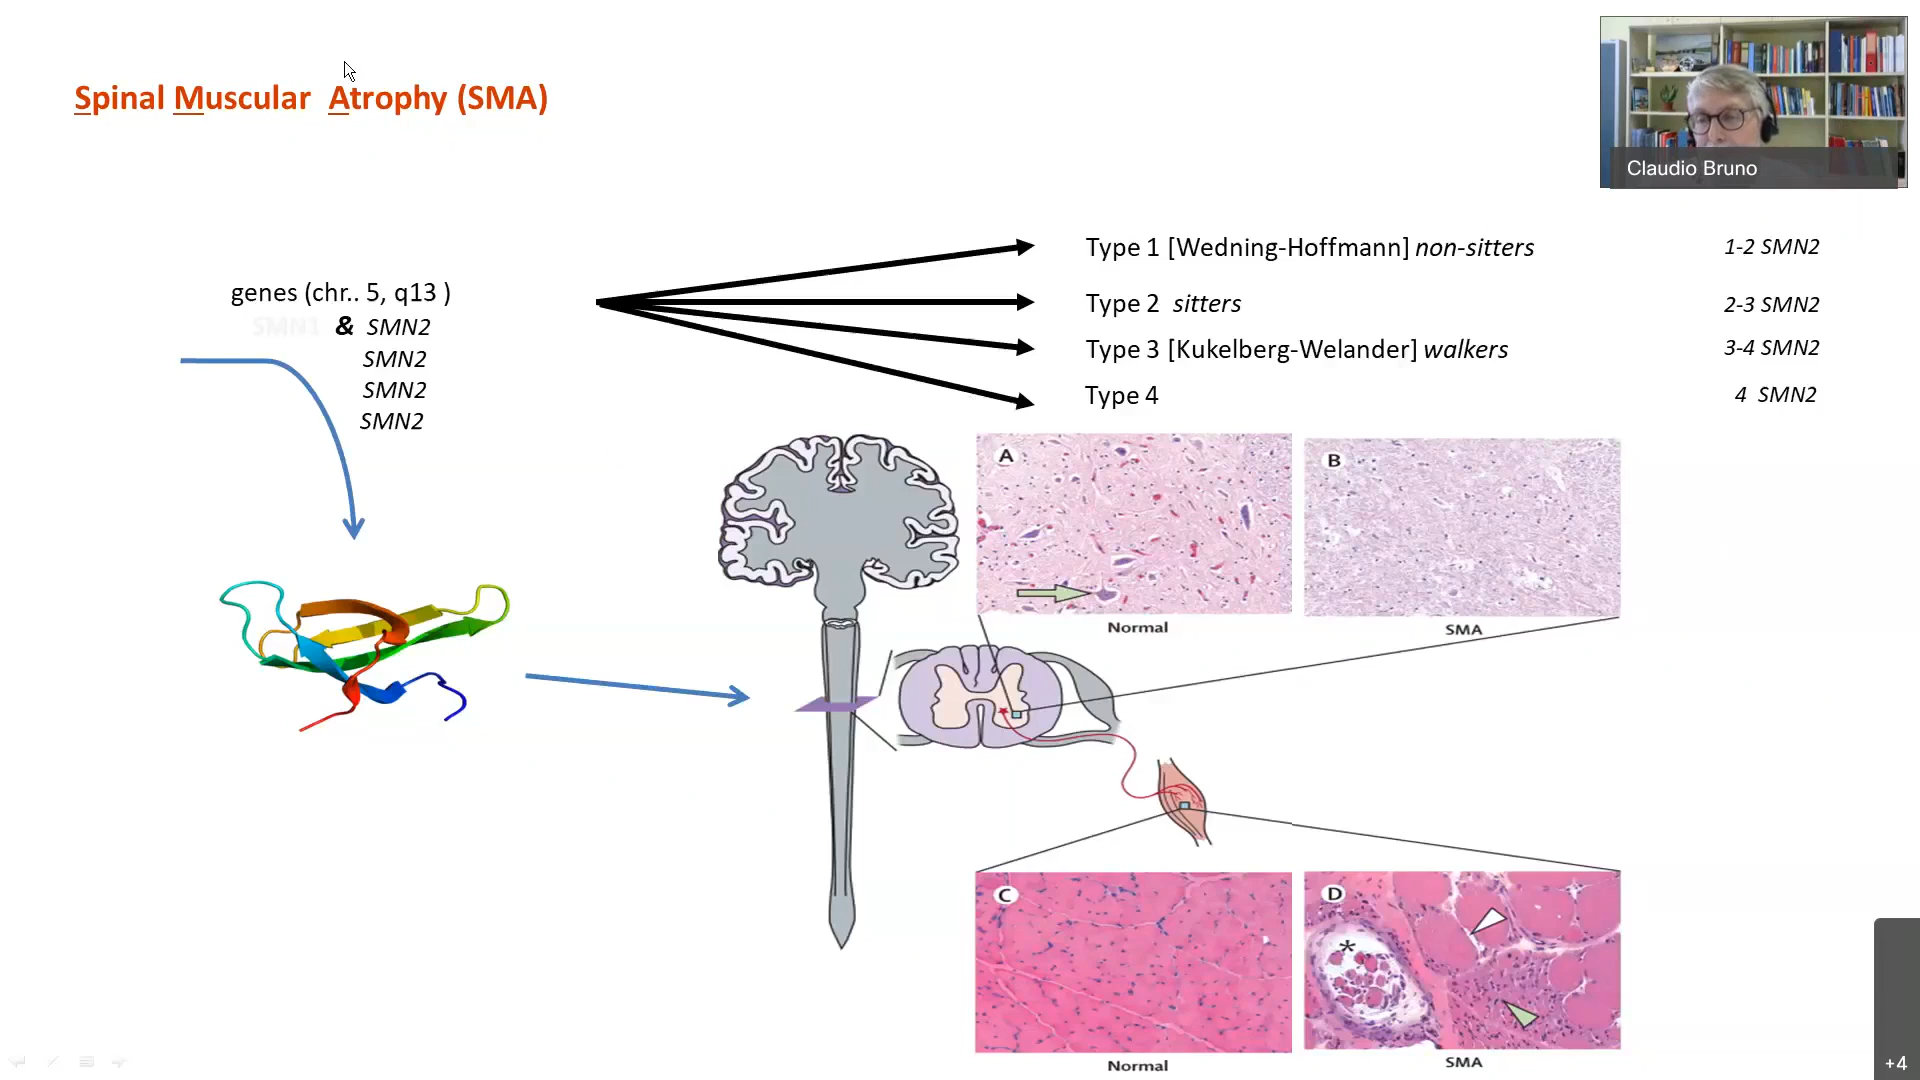 Spinal Muscular Atrophy (SMA)
Claudio Bruno
genes (chr.. 5, q13 )
SMN1 & SMN2
SMN2
SMN2
SMN2
Type 1 [Wedning-Hoffmann] non-sitters 1-2 SMN2
Type 2 sitters 2-3 SMN2
Type 3 [Kukelberg-Welander] walkers 3-4 SMN2
Type 4 4 SMN2
A
B
Normal
SMA
C
D
*
Normal
SMA
+4